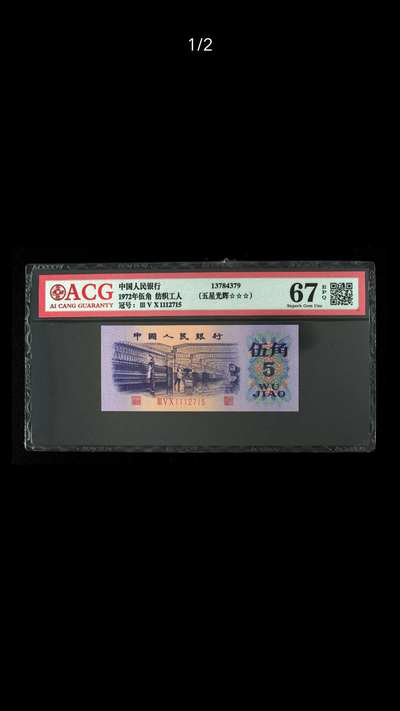 1/2
ACG
AI CANG GUARANTY
中国人民银行
1972年伍角 纺织工人
冠号：Ⅲ Ⅴ Ⅹ 1112715
13784379
（五星光辉☆☆☆）
67 EPQ
Superb Gem Unc
中國人民銀行
伍角
5
WU
JIAO
ⅢⅤⅩ1112715